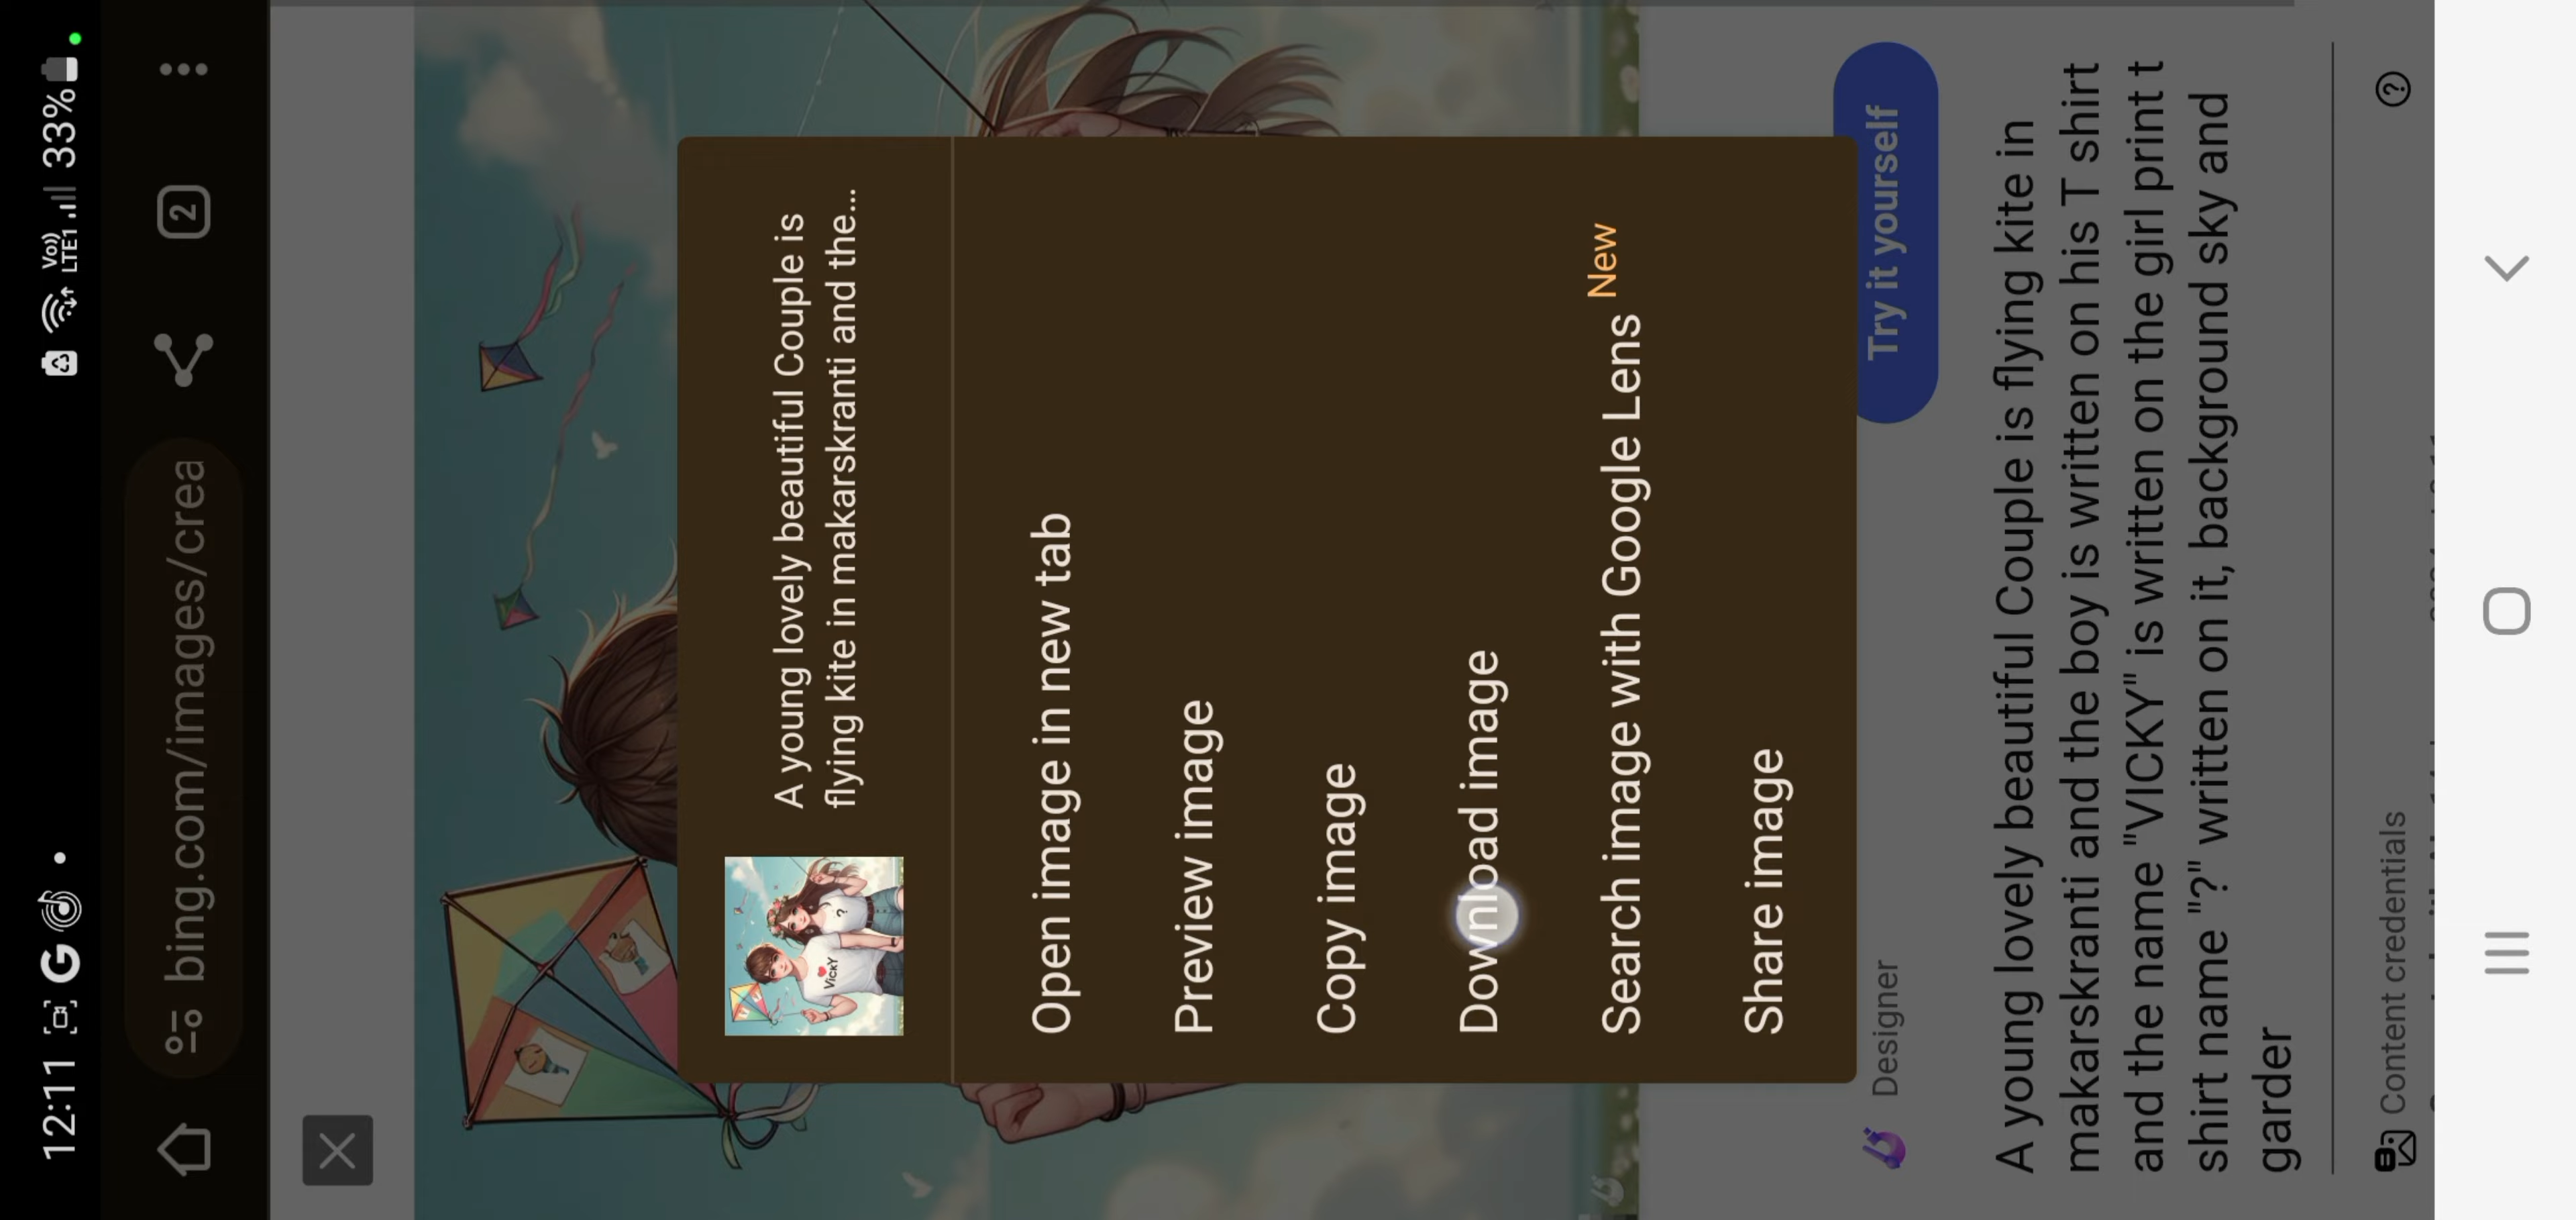 12:11
G
Vo)) LTE1 33%
bing.com/images/crea
2
A young lovely beautiful Couple is
flying kite in makarskranti and the...
VICKY
?
Open image in new tab
Preview image
Copy image
Download image
Search image with Google Lens New
Share image
Designer
Try it yourself
A young lovely beautiful Couple is flying kite in
makarskranti and the boy is written on his T shirt
and the name "VICKY" is written on the girl print t
shirt name "?" written on it, background sky and
garder
Content credentials
?